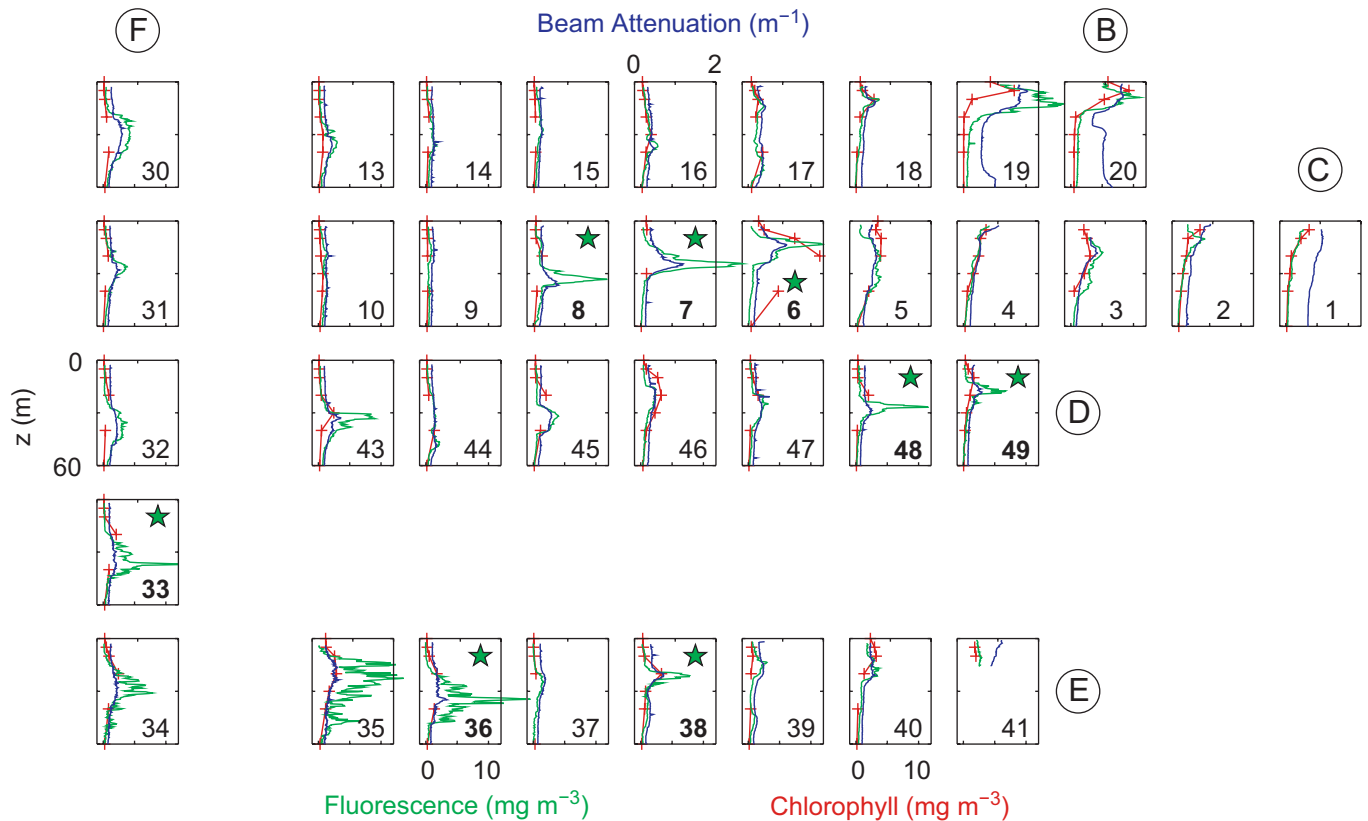 F
Beam Attenuation (m⁻¹)
B
0 2
30 13 14 15 16 17 18 19 20
C
31 10 9 8 7 6 5 4 3 2 1
0
z (m)
60
32 43 44 45 46 47 48 49
D
33
34 35 36 37 38 39 40 41
E
0 10 0 10
Fluorescence (mg m⁻³) Chlorophyll (mg m⁻³)